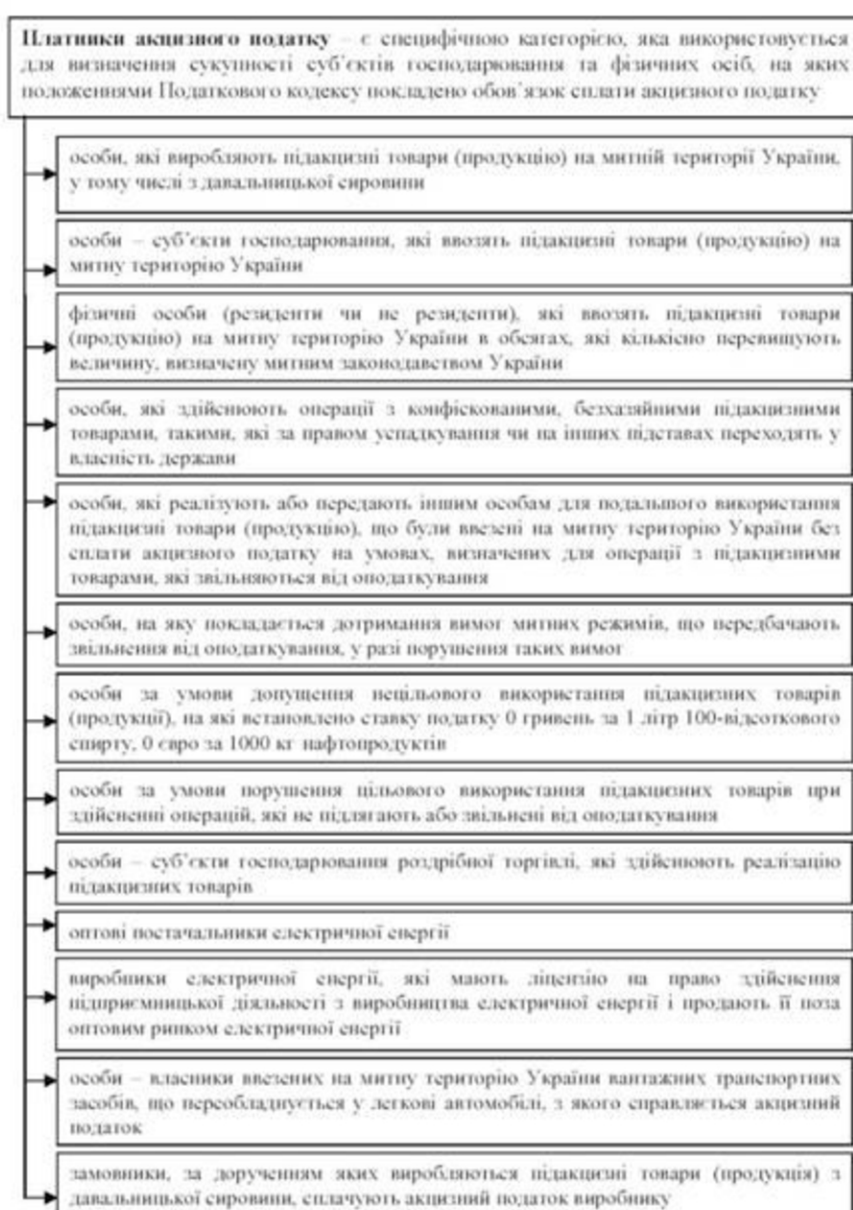 Платники акцизного податку – є специфічною категорією, яка використовується
для визначення сукупності суб’єктів господарювання та фізичних осіб, на яких
положеннями Податкового кодексу покладено обов’язок сплати акцизного податку
особи, які виробляють підакцизні товари (продукцію) на митній території України,
у тому числі з давальницької сировини
особи – суб’єкти господарювання, які ввозять підакцизні товари (продукцію) на
митну територію України
фізичні особи (резиденти чи не резиденти), які ввозять підакцизні товари
(продукцію) на митну територію України в обсягах, які кількісно перевищують
величину, визначену митним законодавством України
особи, які здійснюють операції з конфіскованими, безхазяйними підакцизними
товарами, такими, які за правом успадкування чи на інших підставах переходять у
власність держави
особи, які реалізують або передають іншим особам для подальшого використання
підакцизні товари (продукцію), що були ввезені на митну територію України без
сплати акцизного податку на умовах, визначених для операції з підакцизними
товарами, які звільняються від оподаткування
особи, на яку покладається дотримання вимог митних режимів, що передбачають
звільнення від оподаткування, у разі порушення таких вимог
особи за умови допущення нецільового використання підакцизних товарів
(продукції), на які встановлено ставку податку 0 гривень за 1 літр 100-відсоткового
спирту, 0 євро за 1000 кг нафтопродуктів
особи за умови порушення цільового використання підакцизних товарів при
здійсненні операцій, які не підлягають або звільнені від оподаткування
особи – суб’єкти господарювання роздрібної торгівлі, які здійснюють реалізацію
підакцизних товарів
оптові постачальники електричної енергії
виробники електричної енергії, які мають ліцензію на право здійснення
підприємницької діяльності з виробництва електричної енергії і продають її поза
оптовим ринком електричної енергії
особи – власники ввезених на митну територію України вантажних транспортних
засобів, що переобладнується у легкові автомобілі, з якого справляється акцизний
податок
замовники, за дорученням яких виробляються підакцизні товари (продукція) з
давальницької сировини, сплачують акцизний податок виробнику